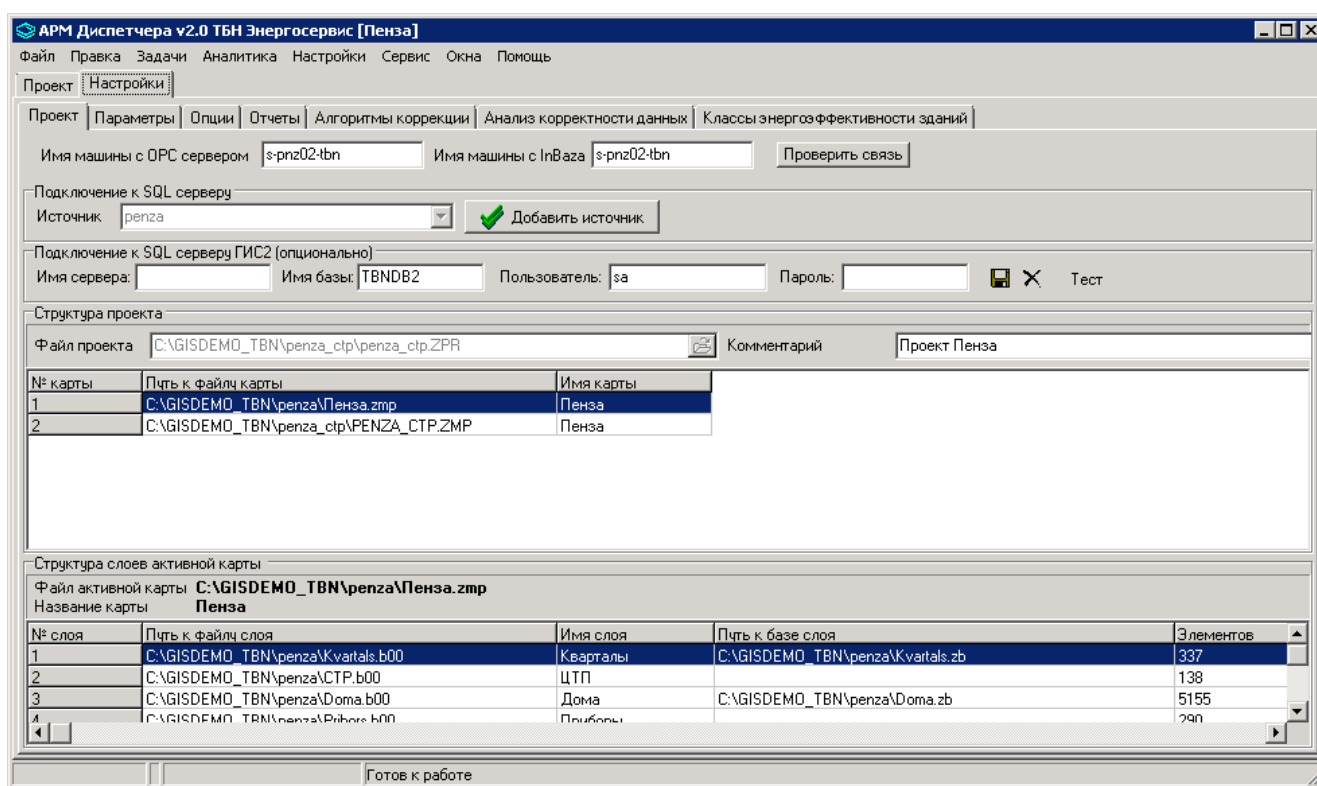 АРМ Диспетчера v2.0 ТБН Энергосервис [Пенза]
Файл Правка Задачи Аналитика Настройки Сервис Окна Помощь
Проект Настройки
Проект Параметры Опции Отчеты Алгоритмы коррекции Анализ корректности данных Классы энергоэффективности зданий
Имя машины с OPC сервером s-pnz02-tbn Имя машины с InBaza s-pnz02-tbn Проверить связь
Подключение к SQL серверу
Источник penza Добавить источник
Подключение к SQL серверу ГИС2 (опционально)
Имя сервера: Имя базы: TBNDB2 Пользователь: sa Пароль: Тест
Структура проекта
Файл проекта C:\GISDEMO_TBN\penza_ctp\penza_ctp.ZPR Комментарий Проект Пенза
№ карты Путь к файлу карты Имя карты
1 C:\GISDEMO_TBN\penza\Пенза.zmp Пенза
2 C:\GISDEMO_TBN\penza_ctp\PENZA_CTP.ZMP Пенза
Структура слоев активной карты
Файл активной карты C:\GISDEMO_TBN\penza\Пенза.zmp
Название карты Пенза
№ слоя Путь к файлу слоя Имя слоя Путь к базе слоя Элементов
1 C:\GISDEMO_TBN\penza\Kvartals.b00 Кварталы C:\GISDEMO_TBN\penza\Kvartals.zb 337
2 C:\GISDEMO_TBN\penza\CTP.b00 ЦТП 138
3 C:\GISDEMO_TBN\penza\Doma.b00 Дома C:\GISDEMO_TBN\penza\Doma.zb 5155
4 C:\GISDEMO_TBN\penza\Pribors.b00 Приборы 290
Готов к работе